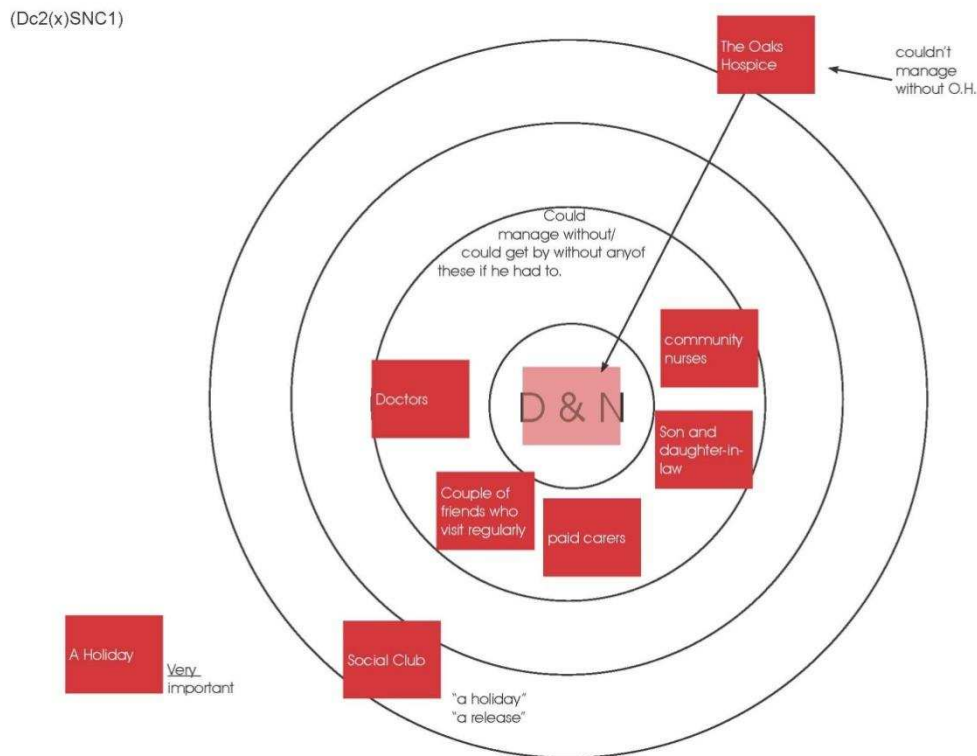 (Dc2(x)SNC1)
The Oaks
Hospice
couldn't
manage
without O.H.
Could
manage without/
could get by without anyof
these if he had to.
community
nurses
D & N
Doctors
Son and
daughter-in-
law
Couple of
friends who
visit regularly
paid carers
A Holiday
Very
important
Social Club
"a holiday"
"a release"